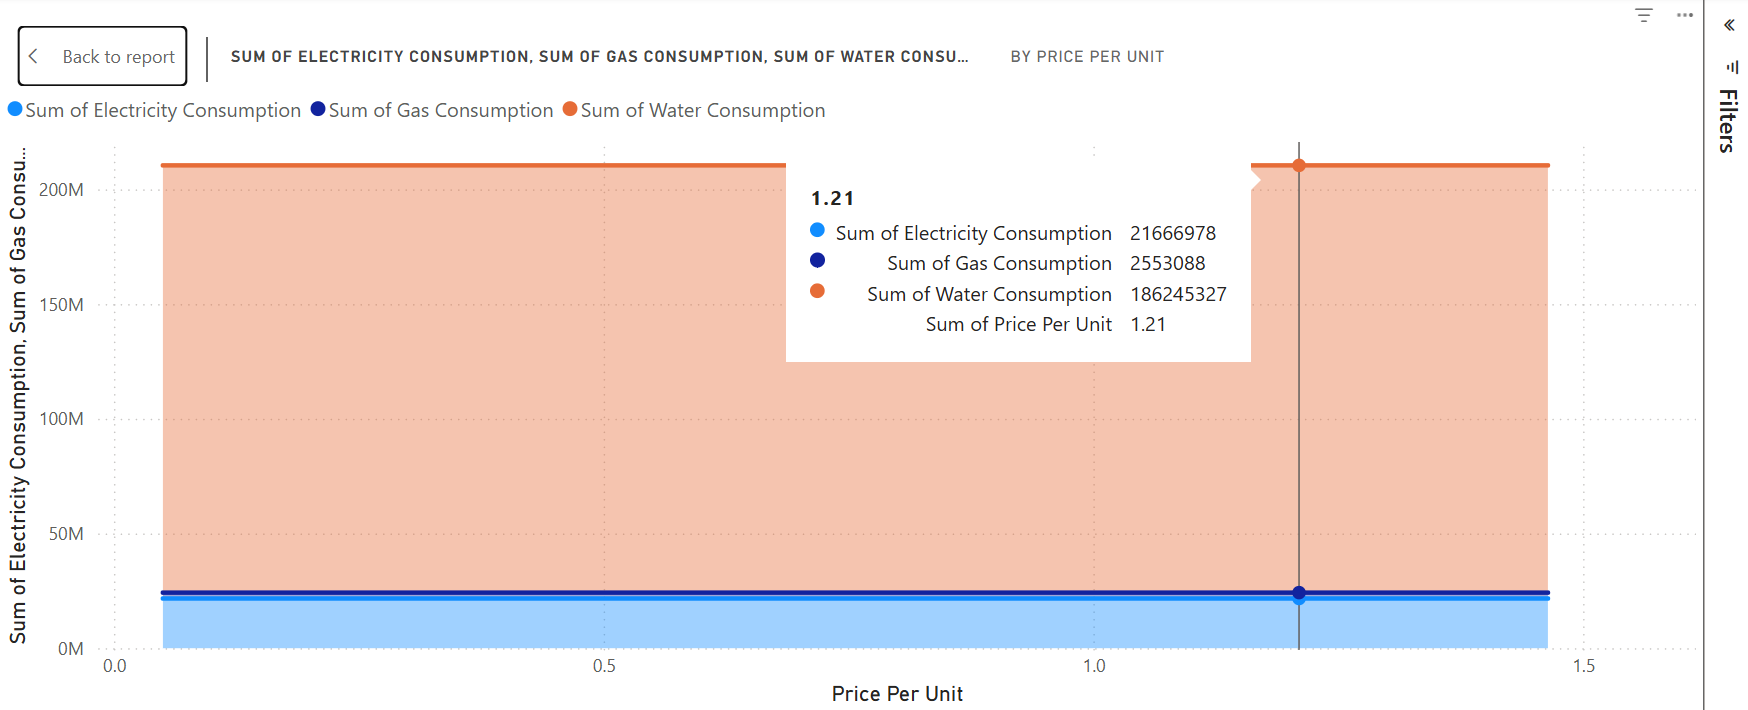 Back to report
SUM OF ELECTRICITY CONSUMPTION, SUM OF GAS CONSUMPTION, SUM OF WATER CONSU... BY PRICE PER UNIT
Sum of Electricity Consumption Sum of Gas Consumption Sum of Water Consumption
Sum of Electricity Consumption, Sum of Gas Consu...
200M
150M
100M
50M
0M
1.21
Sum of Electricity Consumption 21666978
Sum of Gas Consumption 2553088
Sum of Water Consumption 186245327
Sum of Price Per Unit 1.21
0.0 0.5 1.0 1.5
Price Per Unit
Filters